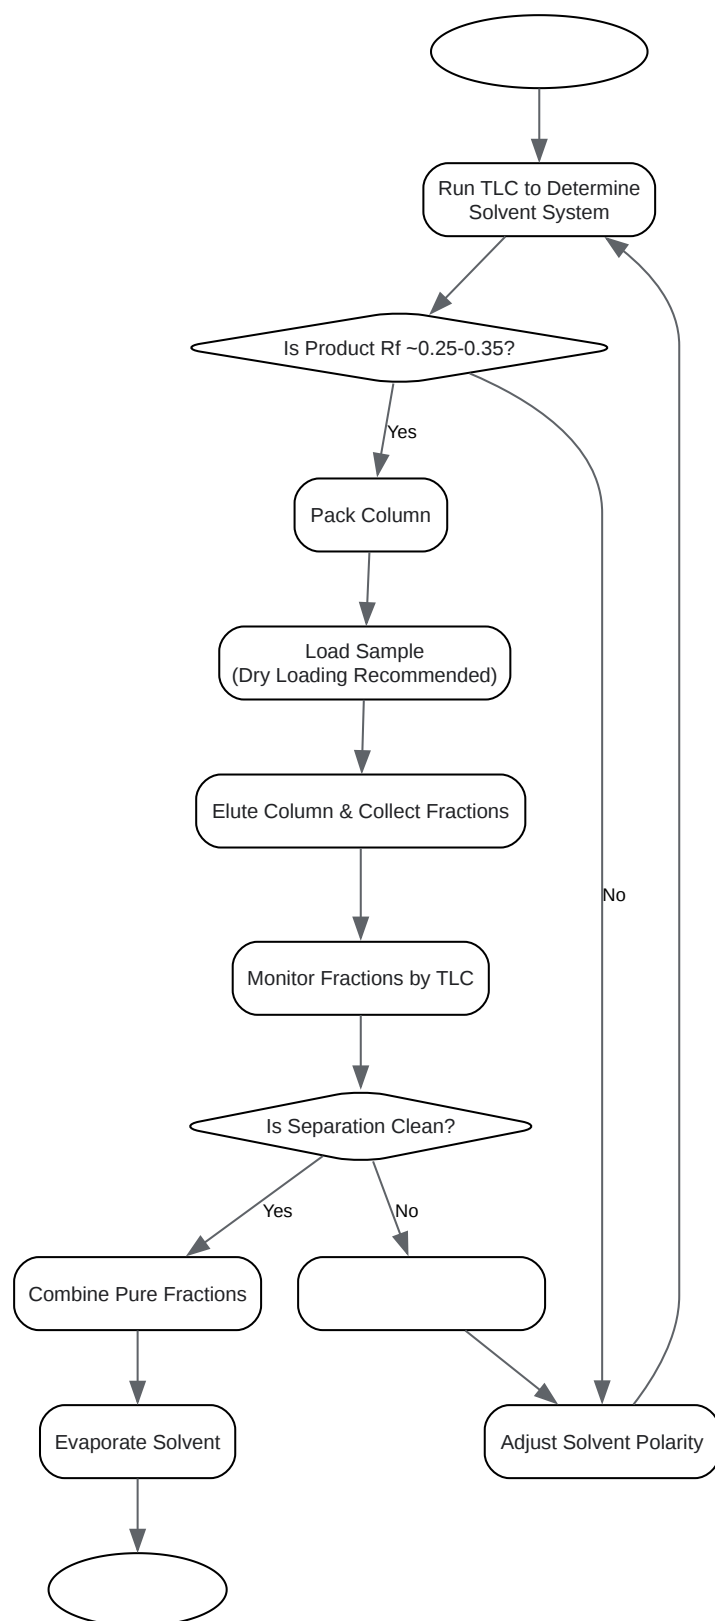 Run TLC to Determine
Solvent System
Is Product Rf ~0.25-0.35?
Yes
Pack Column
Load Sample
(Dry Loading Recommended)
Elute Column & Collect Fractions
No
Monitor Fractions by TLC
Is Separation Clean?
Yes
No
Combine Pure Fractions
Evaporate Solvent
Adjust Solvent Polarity